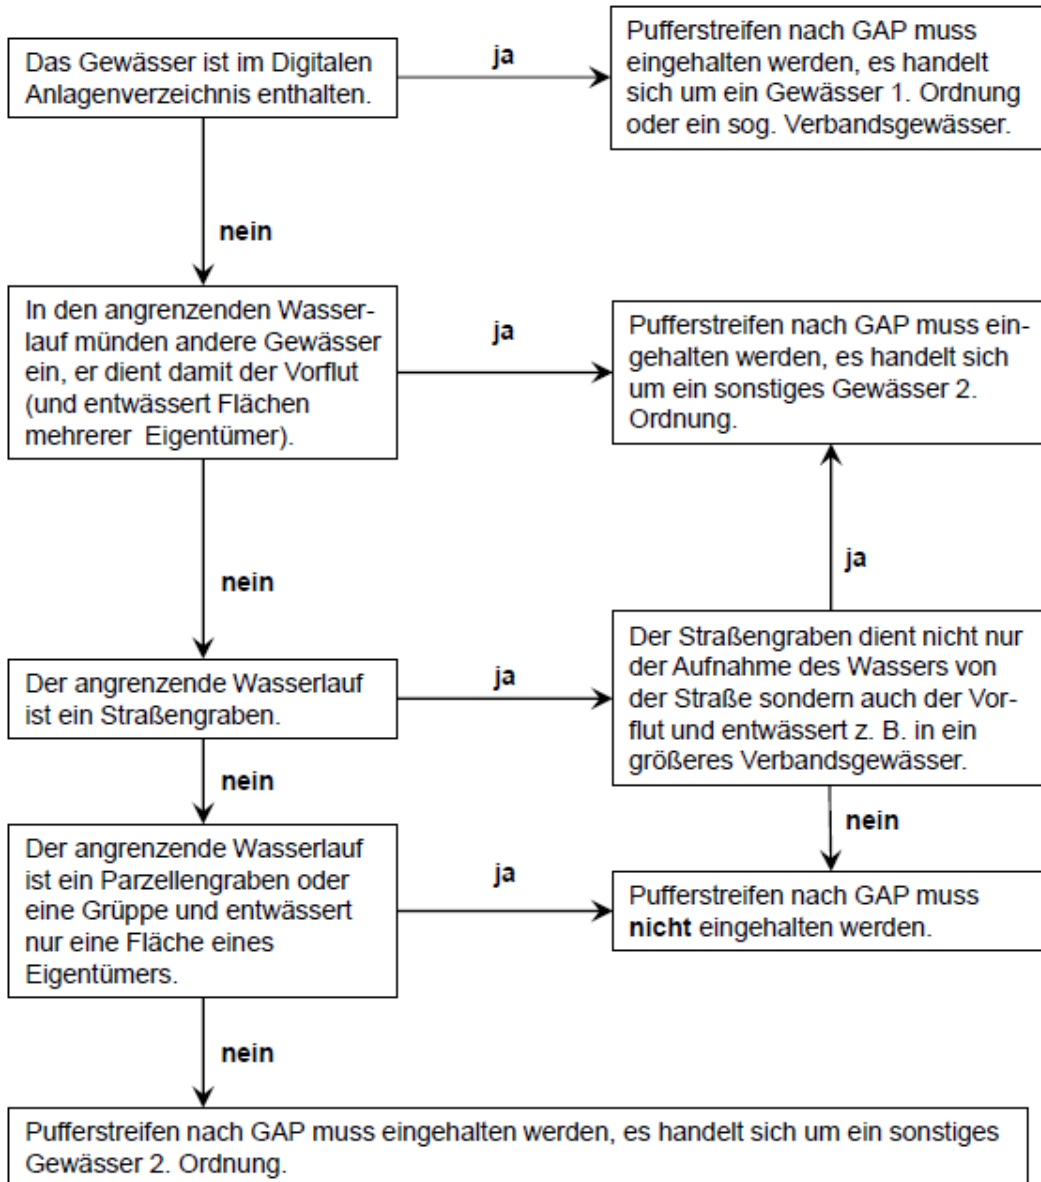 Das Gewässer ist im Digitalen
Anlagenverzeichnis enthalten.
ja
Pufferstreifen nach GAP muss
eingehalten werden, es handelt
sich um ein Gewässer 1. Ordnung
oder ein sog. Verbandsgewässer.
nein
In den angrenzenden Wasser-
lauf münden andere Gewässer
ein, er dient damit der Vorflut
(und entwässert Flächen
mehrerer Eigentümer).
ja
Pufferstreifen nach GAP muss ein-
gehalten werden, es handelt sich
um ein sonstiges Gewässer 2.
Ordnung.
nein
ja
Der angrenzende Wasserlauf
ist ein Straßengraben.
ja
Der Straßengraben dient nicht nur
der Aufnahme des Wassers von
der Straße sondern auch der Vor-
flut und entwässert z. B. in ein
größeres Verbandsgewässer.
nein
nein
Der angrenzende Wasserlauf
ist ein Parzellengraben oder
eine Grüppe und entwässert
nur eine Fläche eines
Eigentümers.
ja
Pufferstreifen nach GAP muss
nicht eingehalten werden.
nein
Pufferstreifen nach GAP muss eingehalten werden, es handelt sich um ein sonstiges
Gewässer 2. Ordnung.